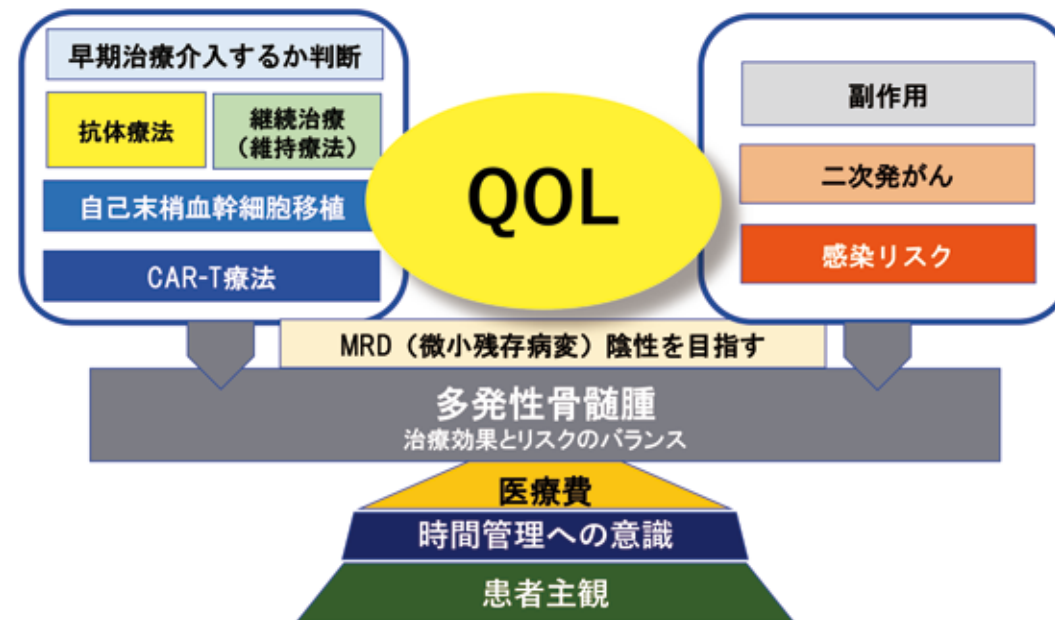 早期治療介入するか判断
抗体療法
継続治療
(維持療法)
自己末梢血幹細胞移植
CAR-T療法
QOL
副作用
二次発がん
感染リスク
MRD(微小残存病変)陰性を目指す
多発性骨髄腫
治療効果とリスクのバランス
医療費
時間管理への意識
患者主観